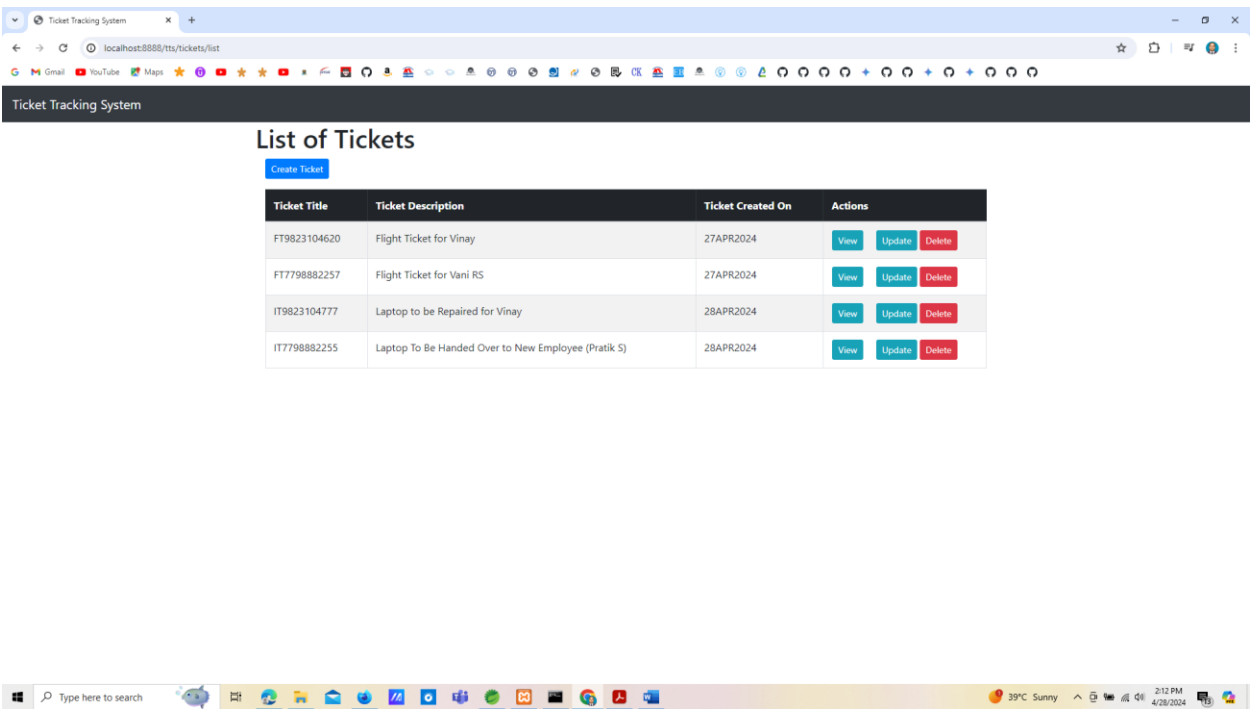 Ticket Tracking System
localhost:8888/tts/tickets/list
Gmail YouTube Maps CK
Ticket Tracking System
List of Tickets
Create Ticket
Ticket Title Ticket Description Ticket Created On Actions
FT9823104620 Flight Ticket for Vinay 27APR2024 View Update Delete
FT7798882257 Flight Ticket for Vani RS 27APR2024 View Update Delete
IT9823104777 Laptop to be Repaired for Vinay 28APR2024 View Update Delete
IT7798882255 Laptop To Be Handed Over to New Employee (Pratik S) 28APR2024 View Update Delete
Type here to search 39°C Sunny 2:12 PM
4/28/2024